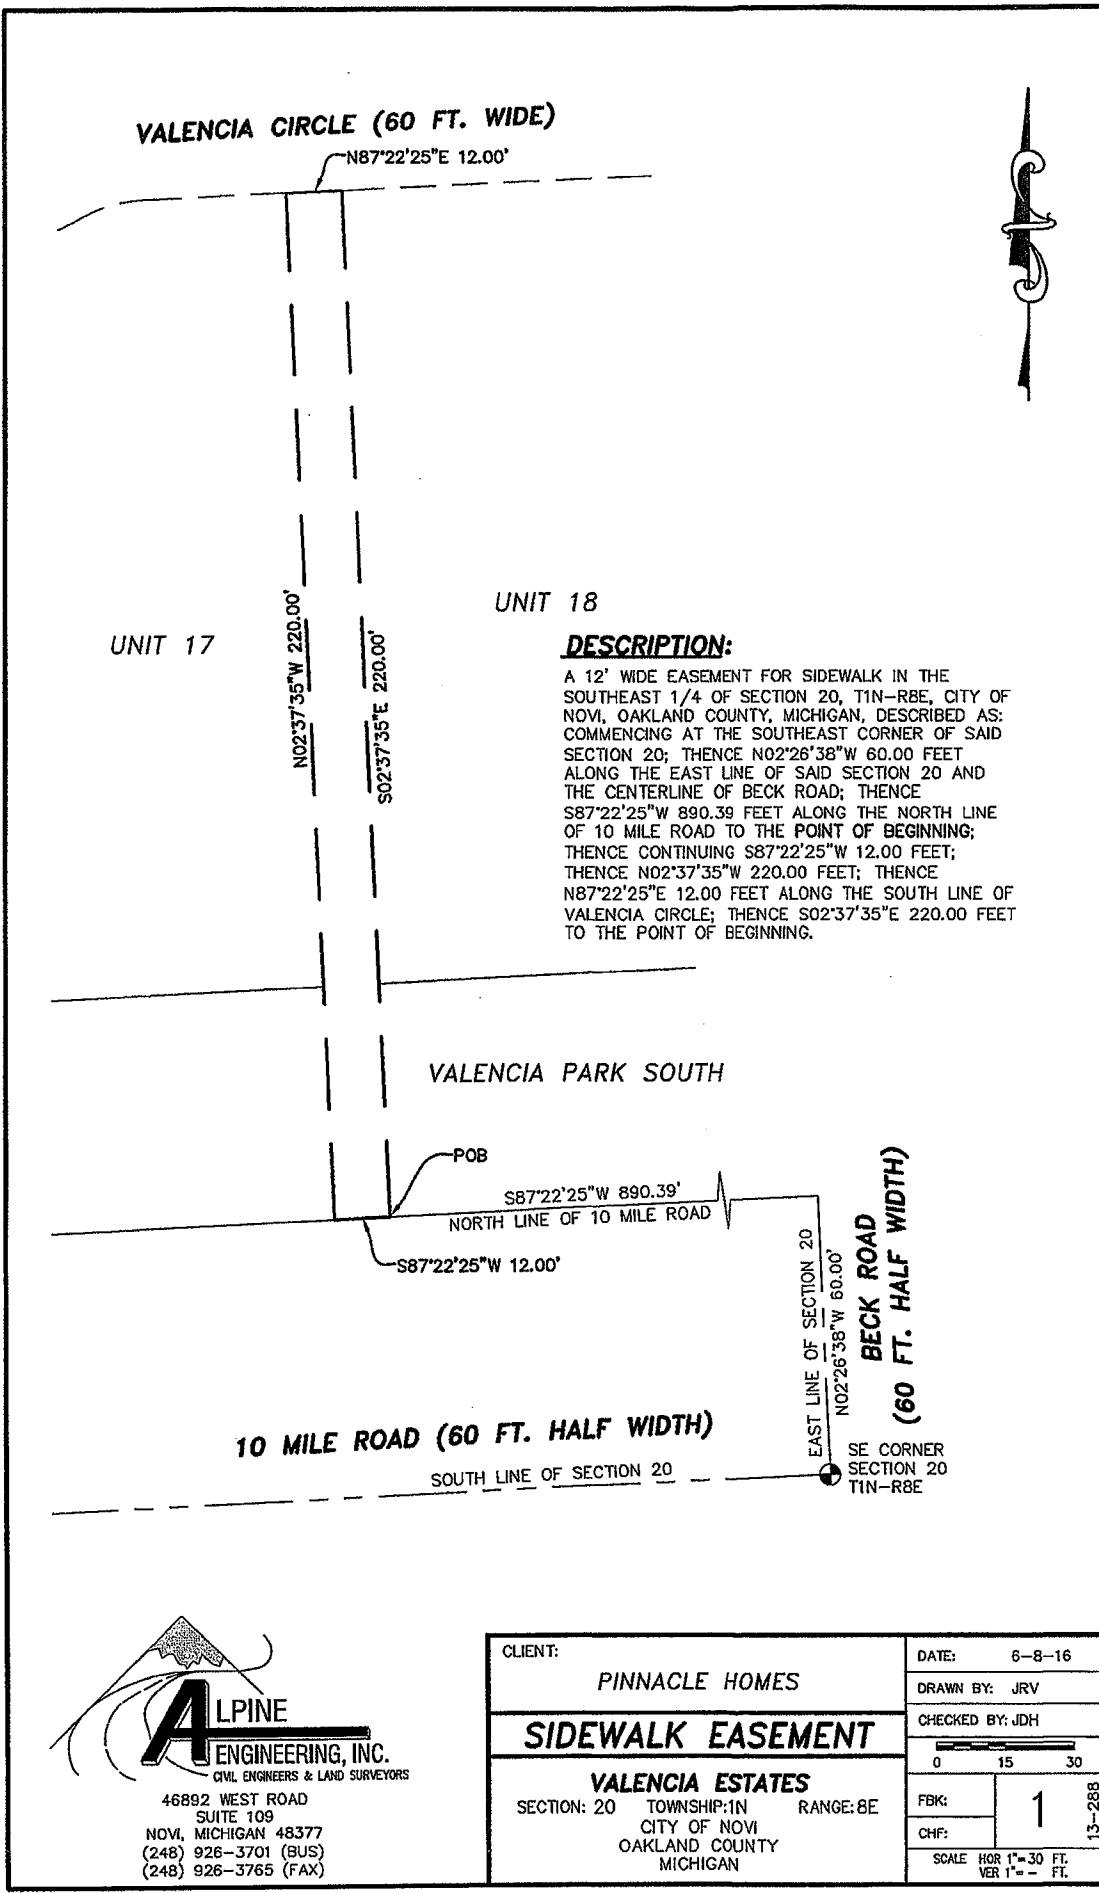 VALENCIA CIRCLE (60 FT. WIDE)
N87°22'25"E 12.00'
UNIT 17
N02°37'35"W 220.00'
S02°37'35"E 220.00'
UNIT 18
DESCRIPTION:
A 12' WIDE EASEMENT FOR SIDEWALK IN THE
SOUTHEAST 1/4 OF SECTION 20, T1N-R8E, CITY OF
NOVI, OAKLAND COUNTY, MICHIGAN, DESCRIBED AS:
COMMENCING AT THE SOUTHEAST CORNER OF SAID
SECTION 20; THENCE N02°26'38"W 60.00 FEET
ALONG THE EAST LINE OF SAID SECTION 20 AND
THE CENTERLINE OF BECK ROAD; THENCE
S87°22'25"W 890.39 FEET ALONG THE NORTH LINE
OF 10 MILE ROAD TO THE POINT OF BEGINNING;
THENCE CONTINUING S87°22'25"W 12.00 FEET;
THENCE N02°37'35"W 220.00 FEET; THENCE
N87°22'25"E 12.00 FEET ALONG THE SOUTH LINE OF
VALENCIA CIRCLE; THENCE S02°37'35"E 220.00 FEET
TO THE POINT OF BEGINNING.
VALENCIA PARK SOUTH
POB
S87°22'25"W 890.39'
NORTH LINE OF 10 MILE ROAD
S87°22'25"W 12.00'
EAST LINE OF SECTION 20
N02°26'38"W 60.00'
BECK ROAD
(60 FT. HALF WIDTH)
10 MILE ROAD (60 FT. HALF WIDTH)
SOUTH LINE OF SECTION 20
SE CORNER
SECTION 20
T1N-R8E
ALPINE
ENGINEERING, INC.
CIVIL ENGINEERS & LAND SURVEYORS
46892 WEST ROAD
SUITE 109
NOVI, MICHIGAN 48377
(248) 926-3701 (BUS)
(248) 926-3765 (FAX)
CLIENT:
PINNACLE HOMES
SIDEWALK EASEMENT
VALENCIA ESTATES
SECTION: 20 TOWNSHIP:1N RANGE:8E
CITY OF NOVI
OAKLAND COUNTY
MICHIGAN
DATE: 6-8-16
DRAWN BY: JRV
CHECKED BY: JDH
0 15 30
FBK:
CHF:
1
13-288
SCALE HOR 1"=30 FT.
VER 1"= - FT.